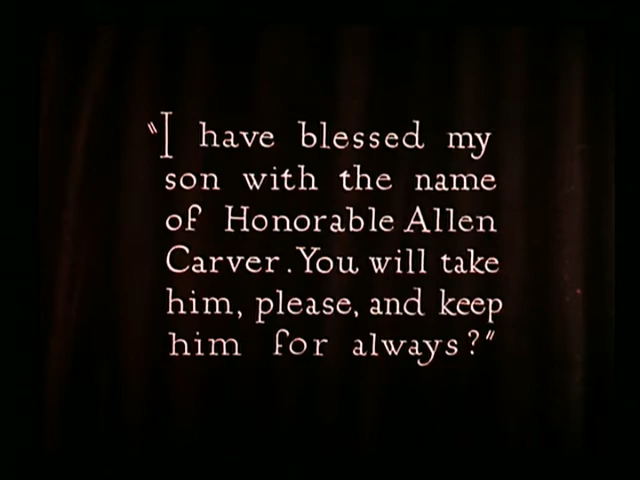 "I have blessed my
son with the name
of Honorable Allen
Carver. You will take
him, please, and keep
him for always?"